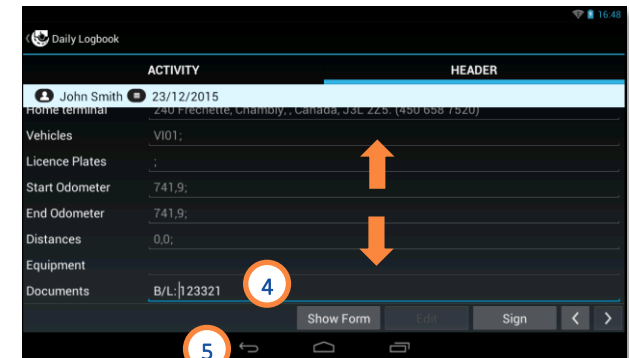 16:48
Daily Logbook
ACTIVITY HEADER
John Smith 23/12/2015
Home terminal 240 Frechette, Chambly, , Canada, J3L 2Z5. (450 658 7520)
Vehicles VI01;
Licence Plates ;
Start Odometer 741,9;
End Odometer 741,9;
Distances 0,0;
Equipment
Documents B/L:123321 4
Show Form Edit Sign
5